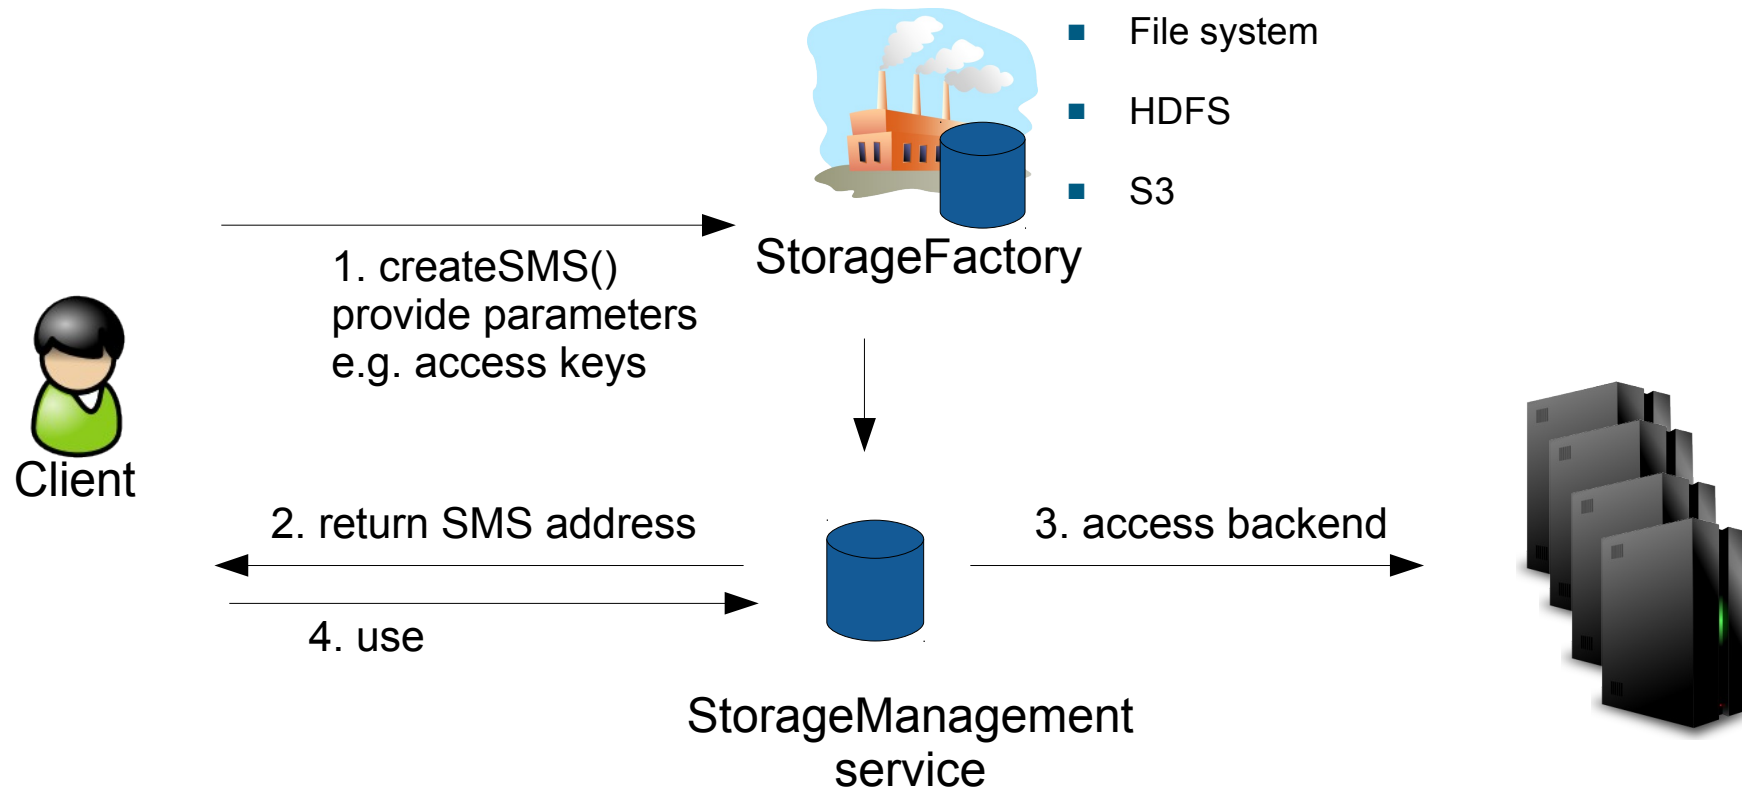 File system
HDFS
S3
StorageFactory
1. createSMS()
provide parameters
e.g. access keys
Client
2. return SMS address
3. access backend
4. use
StorageManagement
service